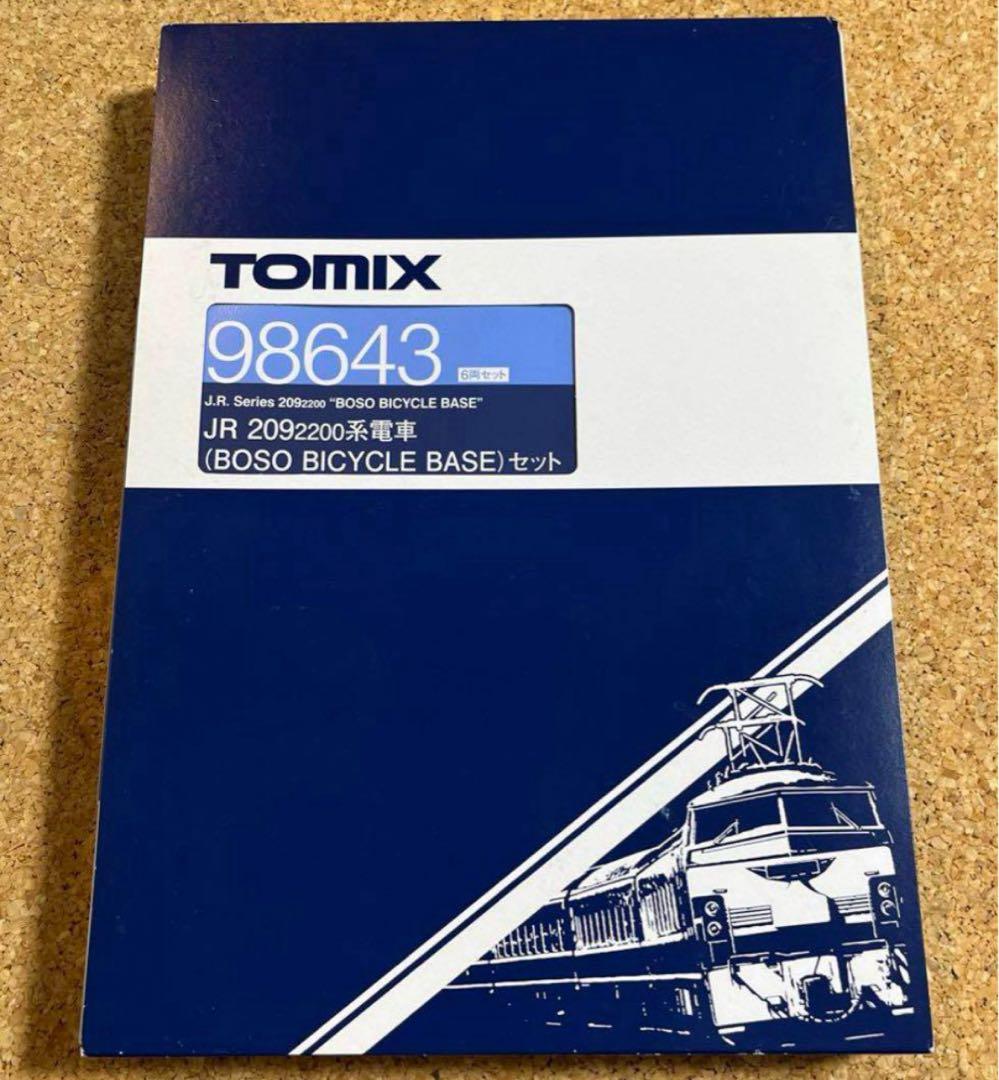 TOMIX
98643 6両セット
J.R. Series 2092200 "BOSO BICYCLE BASE"
JR 2092200系電車
(BOSO BICYCLE BASE)セット